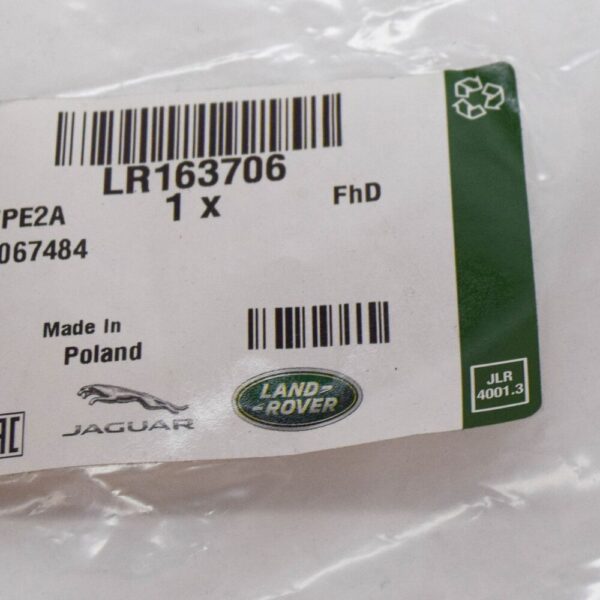 LR163706
1 x
FhD
PE2A
067484
Made In
Poland
JAGUAR
LAND-
-ROVER
JLR
4001.3